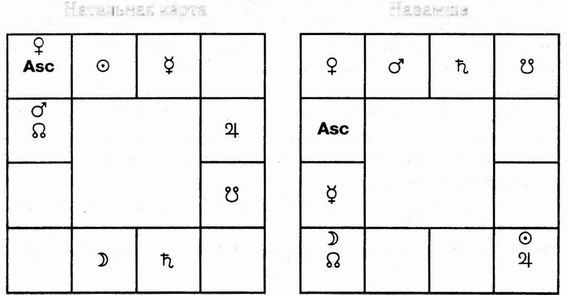 Натальная карта Навамша
♀ ♀ ♂ ♄ ☋
Asc ☉ ☿
♂
☊ ♃ Asc
☋ ☿
☽ ☉
☽ ♄ ☊ ♃